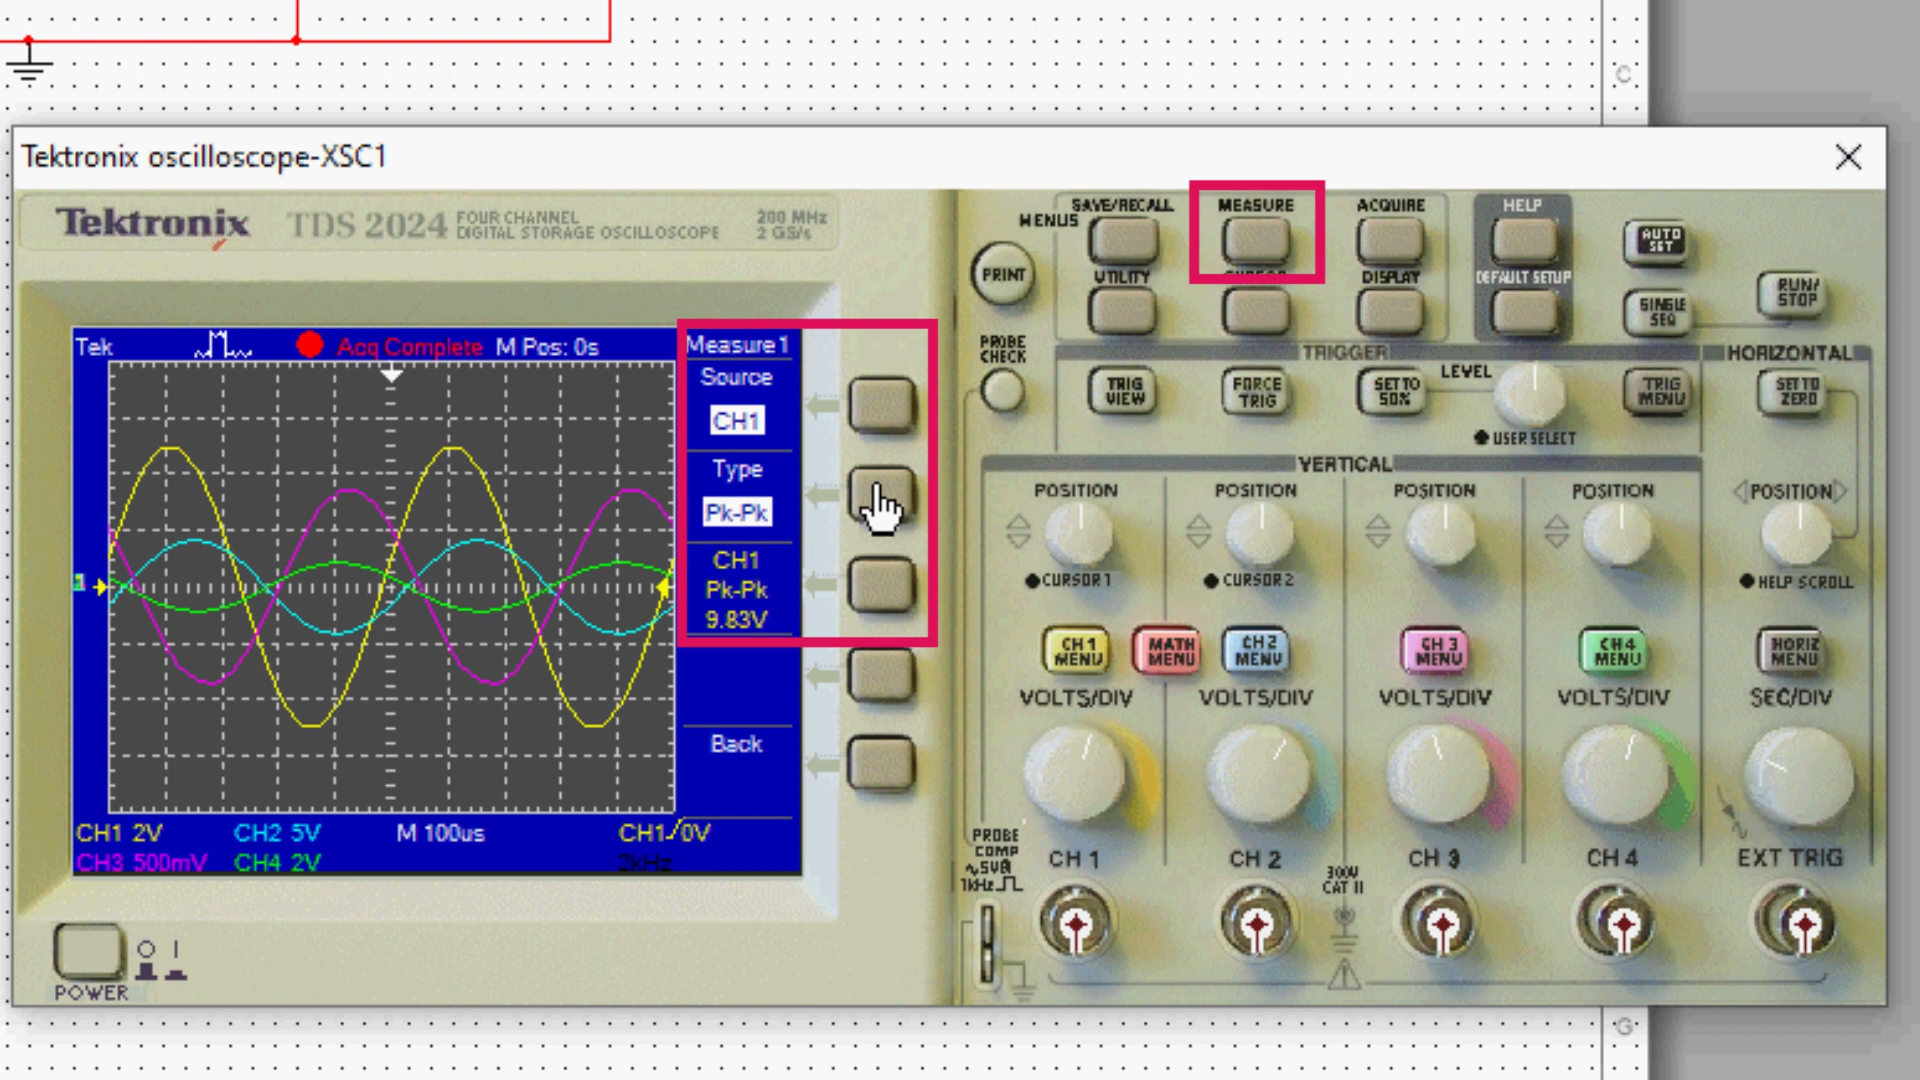 C
Tektronix oscilloscope-XSC1
Tektronix TDS 2024 FOUR CHANNEL DIGITAL STORAGE OSCILLOSCOPE 200 MHz 2 GS/s
Tek Acq Complete M Pos: 0s
Measure1
Source
CH1
Type
Pk-Pk
CH1
Pk-Pk
9.83V
Back
1
CH1 2V CH2 5V M 100us CH1 0V
CH3 500mV CH4 2V 2kHz
POWER
MENUS
SAVE/RECALL MEASURE ACQUIRE HELP
AUTO SET
PRINT
UTILITY DISPLAY DEFAULT SETUP
SINGLE SEQ
RUN/STOP
PROBE CHECK
TRIGGER HORIZONTAL
TRIG VIEW
FORCE TRIG
SET TO 50%
LEVEL
TRIG MENU
SET TO ZERO
USER SELECT
VERTICAL
POSITION POSITION POSITION POSITION POSITION
CURSOR 1 CURSOR 2 HELP SCROLL
CH 1 MENU
MATH MENU
CH 2 MENU
CH 3 MENU
CH 4 MENU
HORIZ MENU
VOLTS/DIV VOLTS/DIV VOLTS/DIV VOLTS/DIV SEC/DIV
PROBE COMP
1kHz
CH 1 CH 2 CH 3 CH 4 EXT TRIG
300V
CAT II
G